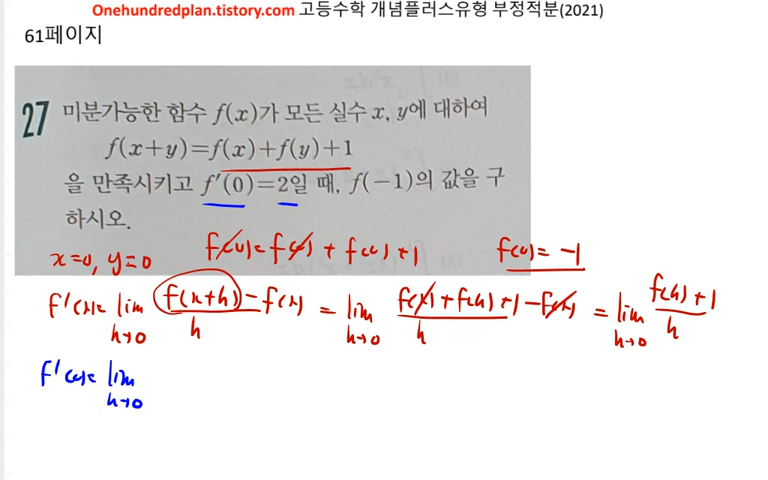 Onehundredplan.tistory.com 고등수학 개념플러스유형 부정적분(2021)
61페이지
27 미분가능한 함수 f(x)가 모든 실수 x, y에 대하여
f(x+y)=f(x)+f(y)+1
을 만족시키고 f'(0)=2일 때, f(-1)의 값을 구
하시오.
x=0, y=0 f(0)=f(0)+f(0)+1 f(0)=-1
f'(x)=lim h→0 f(x+h)-f(x) / h = lim h→0 f(x)+f(h)+1-f(x) / h = lim h→0 f(h)+1 / h
f'(0)=lim h→0